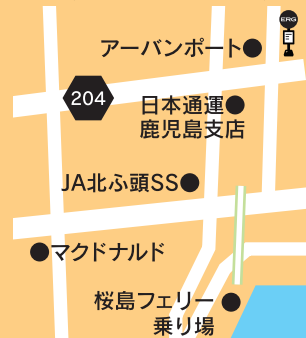 ERG
アーバンポート
204
日本通運
鹿児島支店
JA北ふ頭SS
マクドナルド
桜島フェリー
乗り場